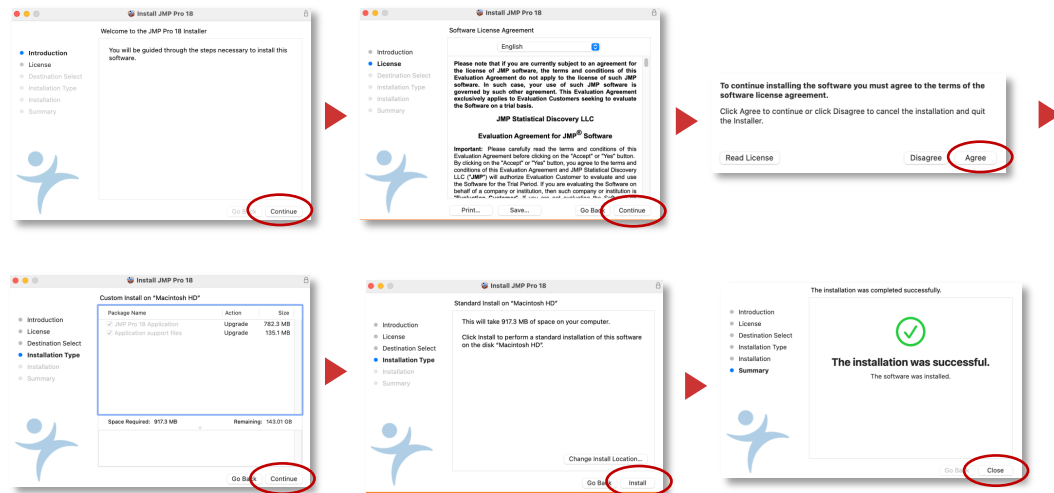 Install JMP Pro 18
Welcome to the JMP Pro 18 Installer
Introduction
License
Destination Select
Installation Type
Installation
Summary
You will be guided through the steps necessary to install this
software.
Go Back
Continue
Install JMP Pro 18
Software License Agreement
Introduction
License
Destination Select
Installation Type
Installation
Summary
English
Please note that if you are currently subject to an agreement for
the license of JMP software, the terms and conditions of this
Evaluation Agreement do not apply to the license of such JMP
software. In such case, your use of such JMP software is
governed by such other agreement. This Evaluation Agreement
exclusively applies to Evaluation Customers seeking to evaluate
the Software on a trial basis.
JMP Statistical Discovery LLC
Evaluation Agreement for JMP® Software
Important: Please carefully read the terms and conditions of this
Evaluation Agreement before clicking on the "Accept" or "Yes" button.
By clicking on the "Accept" or "Yes" button, you agree to the terms and
conditions of this Evaluation Agreement and JMP Statistical Discovery
LLC ("JMP") will authorize Evaluation Customer to evaluate and use
the Software for the Trial Period. If you are evaluating the Software on
behalf of a company or institution, then such company or institution is
Print...
Save...
Go Back
Continue
To continue installing the software you must agree to the terms of the
software license agreement.
Click Agree to continue or click Disagree to cancel the installation and quit
the Installer.
Read License
Disagree
Agree
Install JMP Pro 18
Custom Install on "Macintosh HD"
Introduction
License
Destination Select
Installation Type
Installation
Summary
Package Name Action Size
JMP Pro 18 Application Upgrade 782.3 MB
Application support files Upgrade 135.1 MB
Space Required: 917.3 MB Remaining: 143.01 GB
Go Back
Continue
Install JMP Pro 18
Standard Install on "Macintosh HD"
Introduction
License
Destination Select
Installation Type
Installation
Summary
This will take 917.3 MB of space on your computer.
Click Install to perform a standard installation of this software
on the disk "Macintosh HD".
Change Install Location...
Go Back
Install
The installation was completed successfully.
Introduction
License
Destination Select
Installation Type
Installation
Summary
The installation was successful.
The software was installed.
Go Back
Close